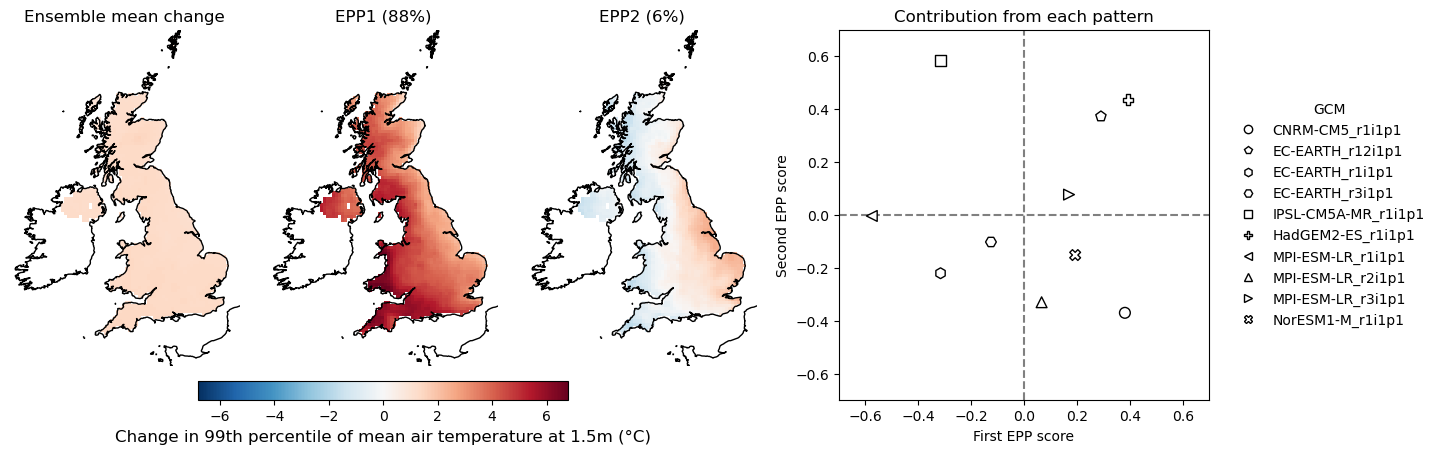 Ensemble mean change
EPP1 (88%)
EPP2 (6%)
Contribution from each pattern
−6 −4 −2 0 2 4 6
Change in 99th percentile of mean air temperature at 1.5m (°C)
Second EPP score
0.6
0.4
0.2
0.0
−0.2
−0.4
−0.6
−0.6 −0.4 −0.2 0.0 0.2 0.4 0.6
First EPP score
GCM
CNRM-CM5_r1i1p1
EC-EARTH_r12i1p1
EC-EARTH_r1i1p1
EC-EARTH_r3i1p1
IPSL-CM5A-MR_r1i1p1
HadGEM2-ES_r1i1p1
MPI-ESM-LR_r1i1p1
MPI-ESM-LR_r2i1p1
MPI-ESM-LR_r3i1p1
NorESM1-M_r1i1p1